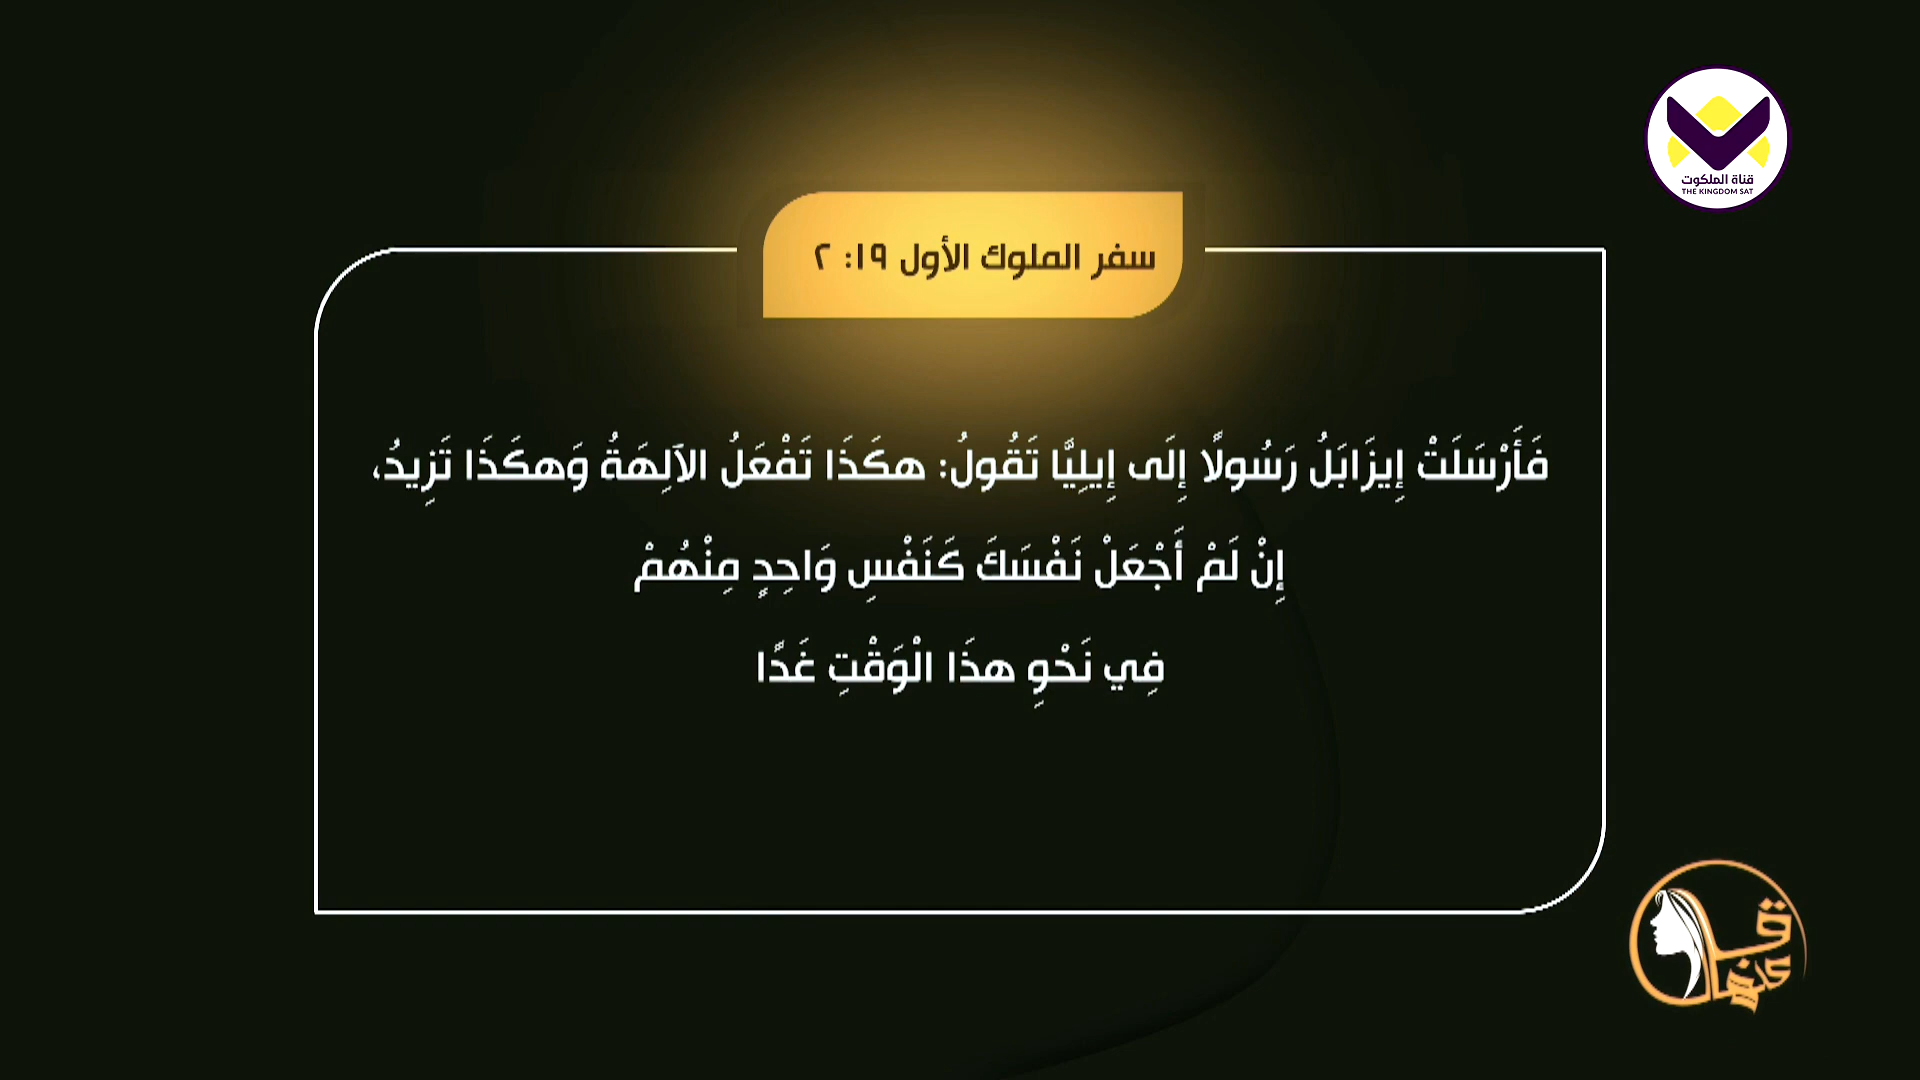 قناة الملكوت
THE KINGDOM SAT
سفر الملوك الأول ١٩: ٢
فَأَرْسَلَتْ إِيزَابَلُ رَسُولًا إِلَى إِيلِيَّا تَقُولُ: هكَذَا تَفْعَلُ الآلِهَةُ وَهكَذَا تَزِيدُ،
إِنْ لَمْ أَجْعَلْ نَفْسَكَ كَنَفْسِ وَاحِدٍ مِنْهُمْ
فِي نَحْوِ هذَا الْوَقْتِ غَدًا